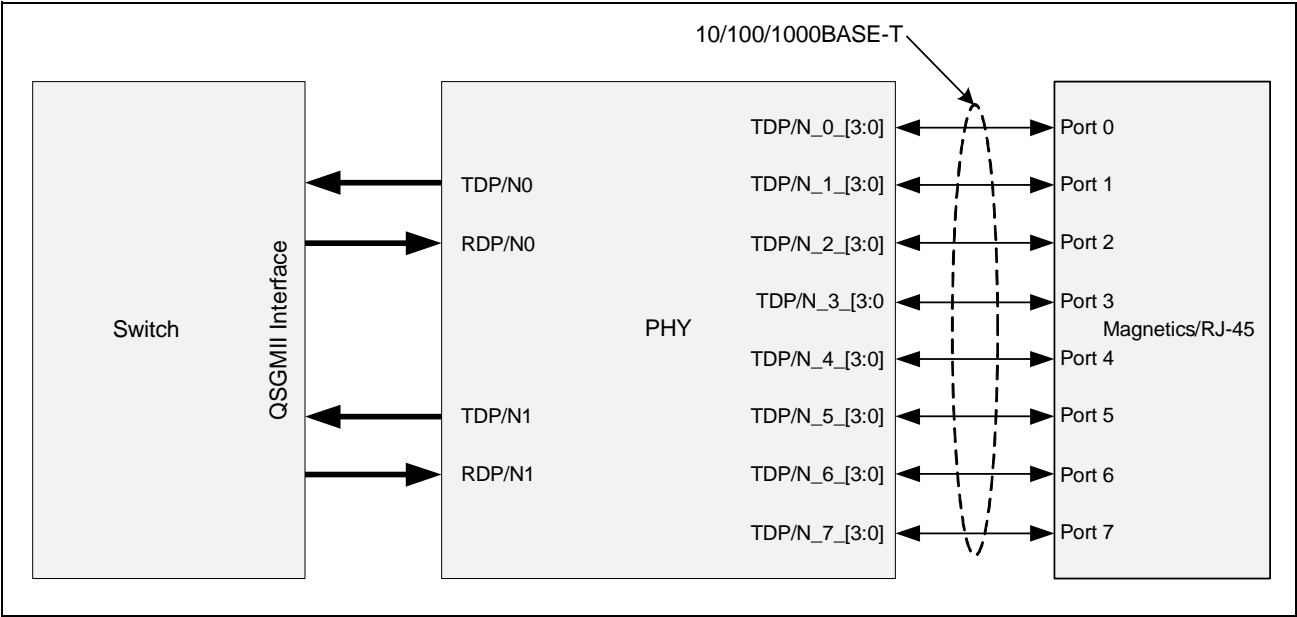 10/100/1000BASE-T
Switch
QSGMII Interface
TDP/N0
RDP/N0
TDP/N1
RDP/N1
PHY
TDP/N_0_[3:0]
TDP/N_1_[3:0]
TDP/N_2_[3:0]
TDP/N_3_[3:0
TDP/N_4_[3:0]
TDP/N_5_[3:0]
TDP/N_6_[3:0]
TDP/N_7_[3:0]
Port 0
Port 1
Port 2
Port 3
Magnetics/RJ-45
Port 4
Port 5
Port 6
Port 7